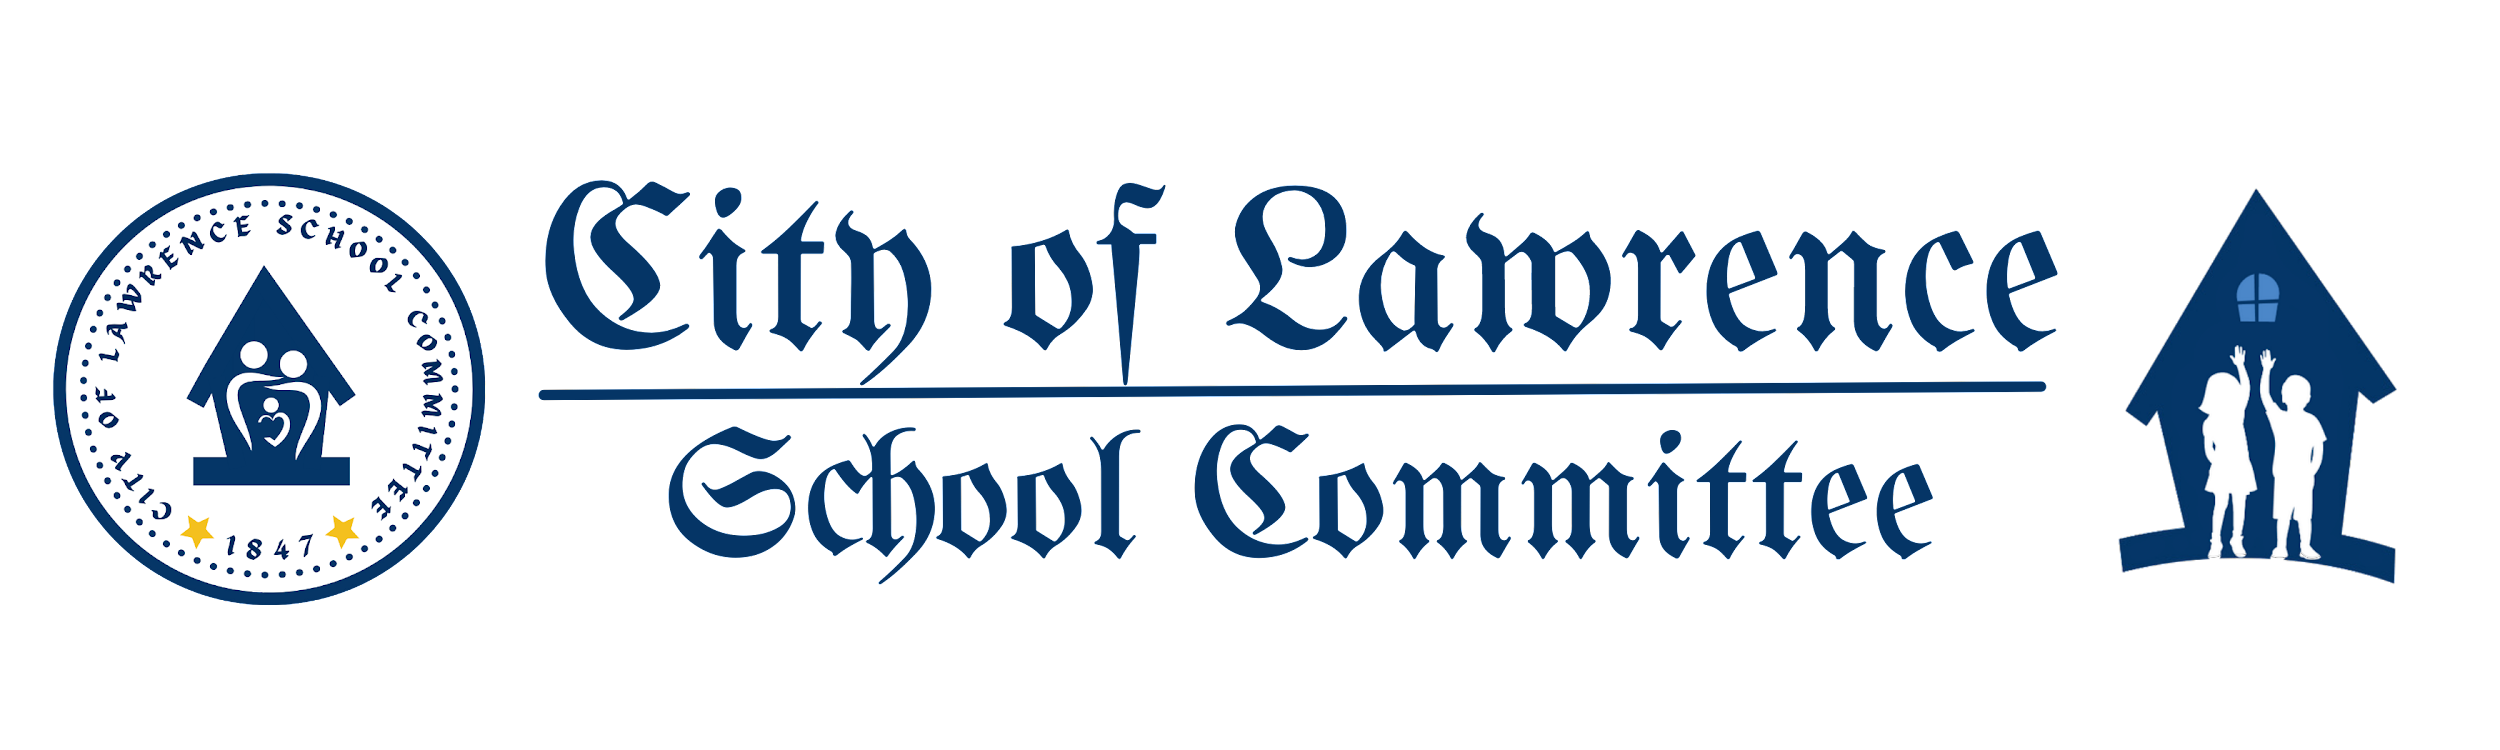 City of Lawrence School Committee
1847
City of Lawrence
School Committee